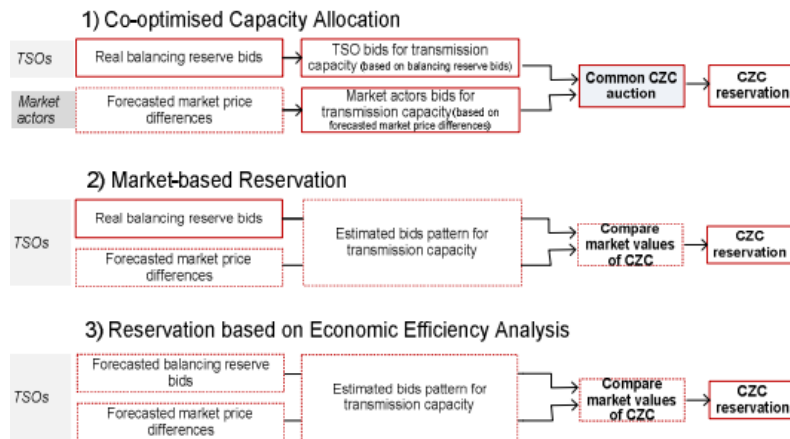 1) Co-optimised Capacity Allocation
TSOs
Real balancing reserve bids
TSO bids for transmission
capacity (based on balancing reserve bids)
Market
actors
Forecasted market price
differences
Market actors bids for
transmission capacity(based on
forecasted market price differences)
Common CZC
auction
CZC
reservation
2) Market-based Reservation
TSOs
Real balancing reserve bids
Forecasted market price
differences
Estimated bids pattern for
transmission capacity
Compare
market values
of CZC
CZC
reservation
3) Reservation based on Economic Efficiency Analysis
TSOs
Forecasted balancing reserve
bids
Forecasted market price
differences
Estimated bids pattern for
transmission capacity
Compare
market values
of CZC
CZC
reservation